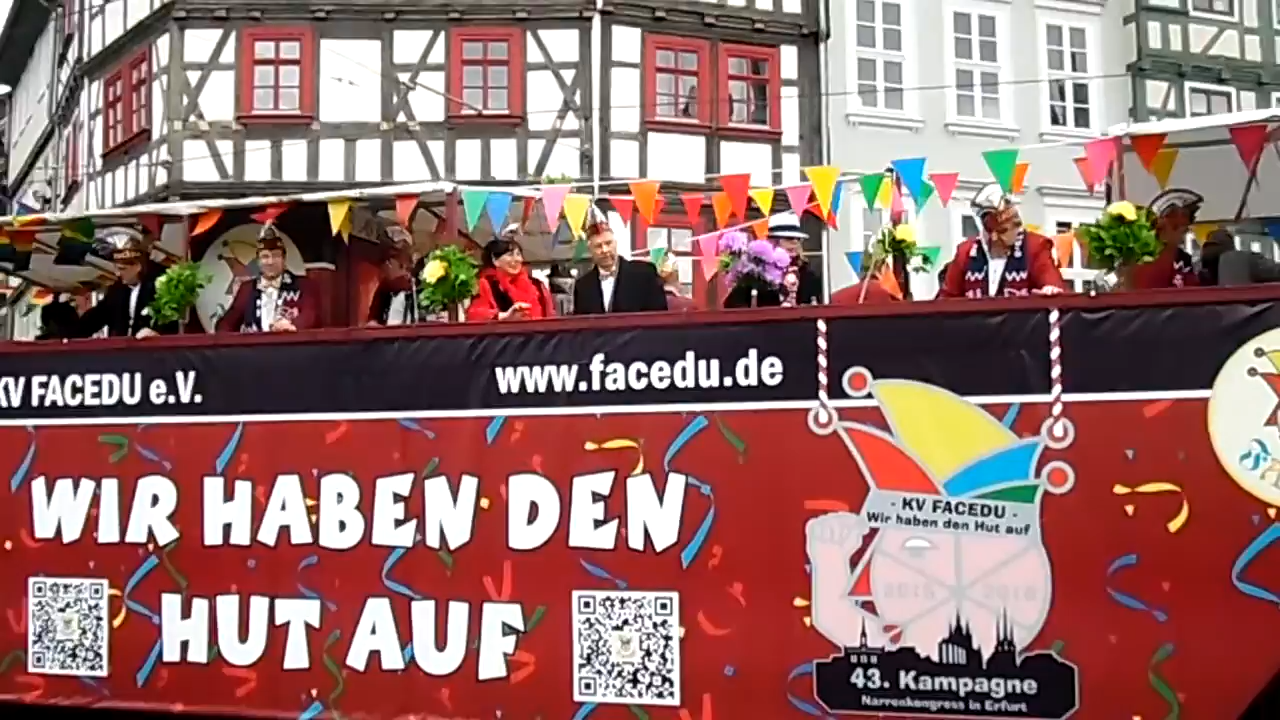 KV FACEDU e.V.
www.facedu.de
WIR HABEN DEN
HUT AUF
- KV FACEDU -
Wir haben den Hut auf
43. Kampagne
Narrenkongress in Erfurt